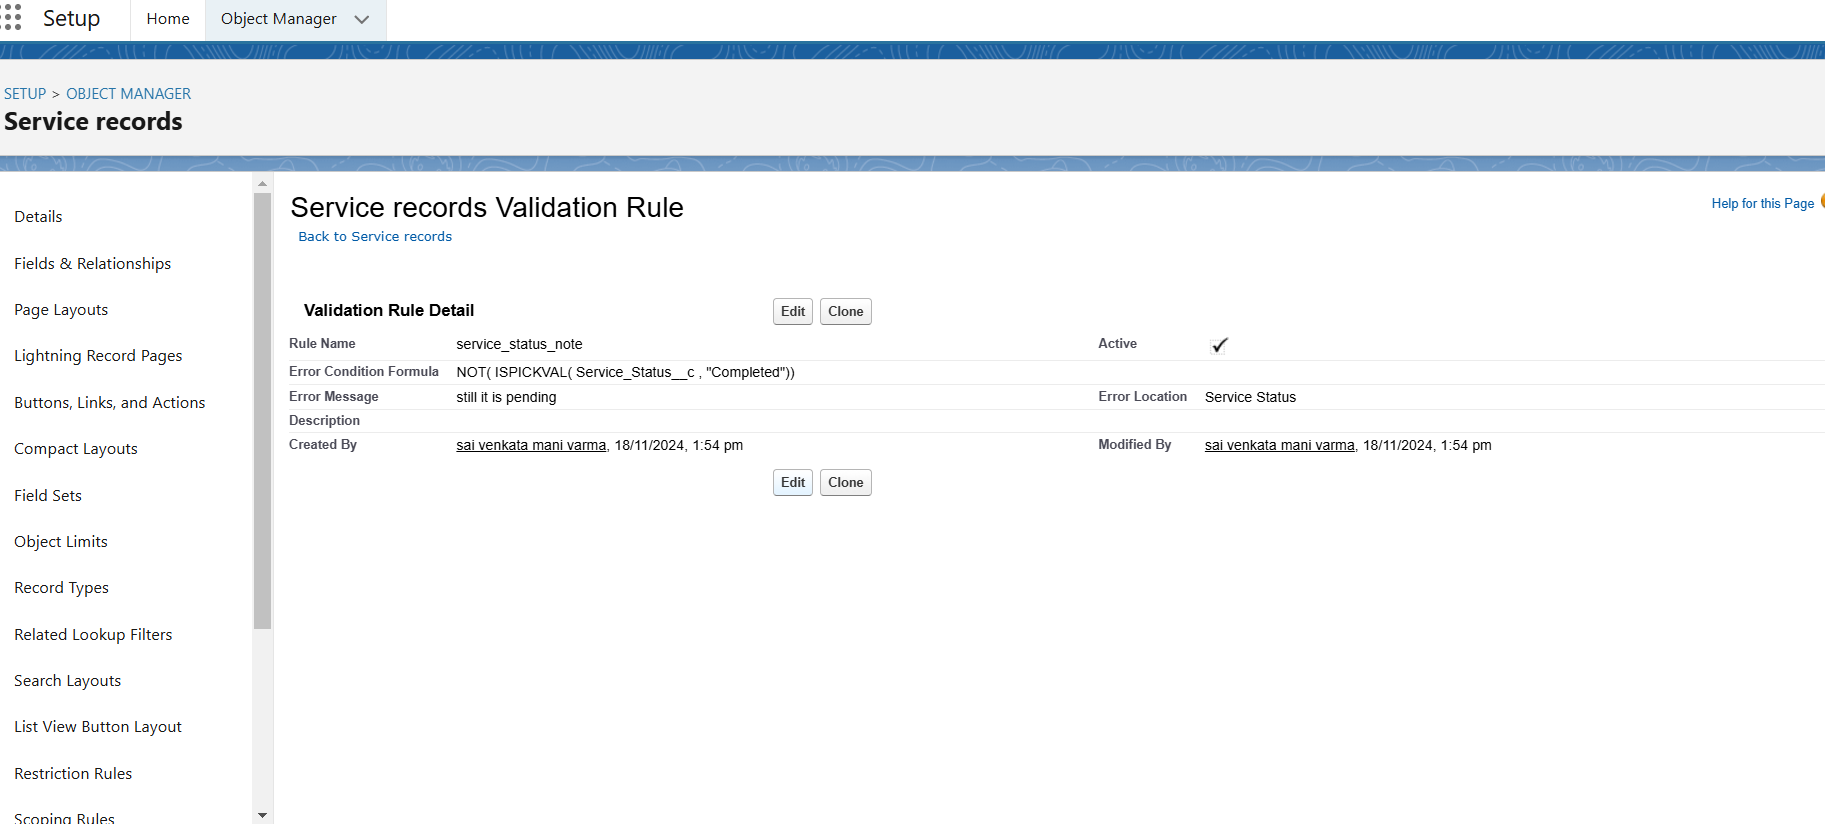 Setup Home Object Manager
SETUP > OBJECT MANAGER
Service records
Details
Fields & Relationships
Page Layouts
Lightning Record Pages
Buttons, Links, and Actions
Compact Layouts
Field Sets
Object Limits
Record Types
Related Lookup Filters
Search Layouts
List View Button Layout
Restriction Rules
Scoping Rules
Service records Validation Rule
Help for this Page
Back to Service records
Validation Rule Detail Edit Clone
Rule Name service_status_note Active
Error Condition Formula NOT( ISPICKVAL( Service_Status__c , "Completed"))
Error Message still it is pending Error Location Service Status
Description
Created By sai venkata mani varma, 18/11/2024, 1:54 pm Modified By sai venkata mani varma, 18/11/2024, 1:54 pm
Edit Clone